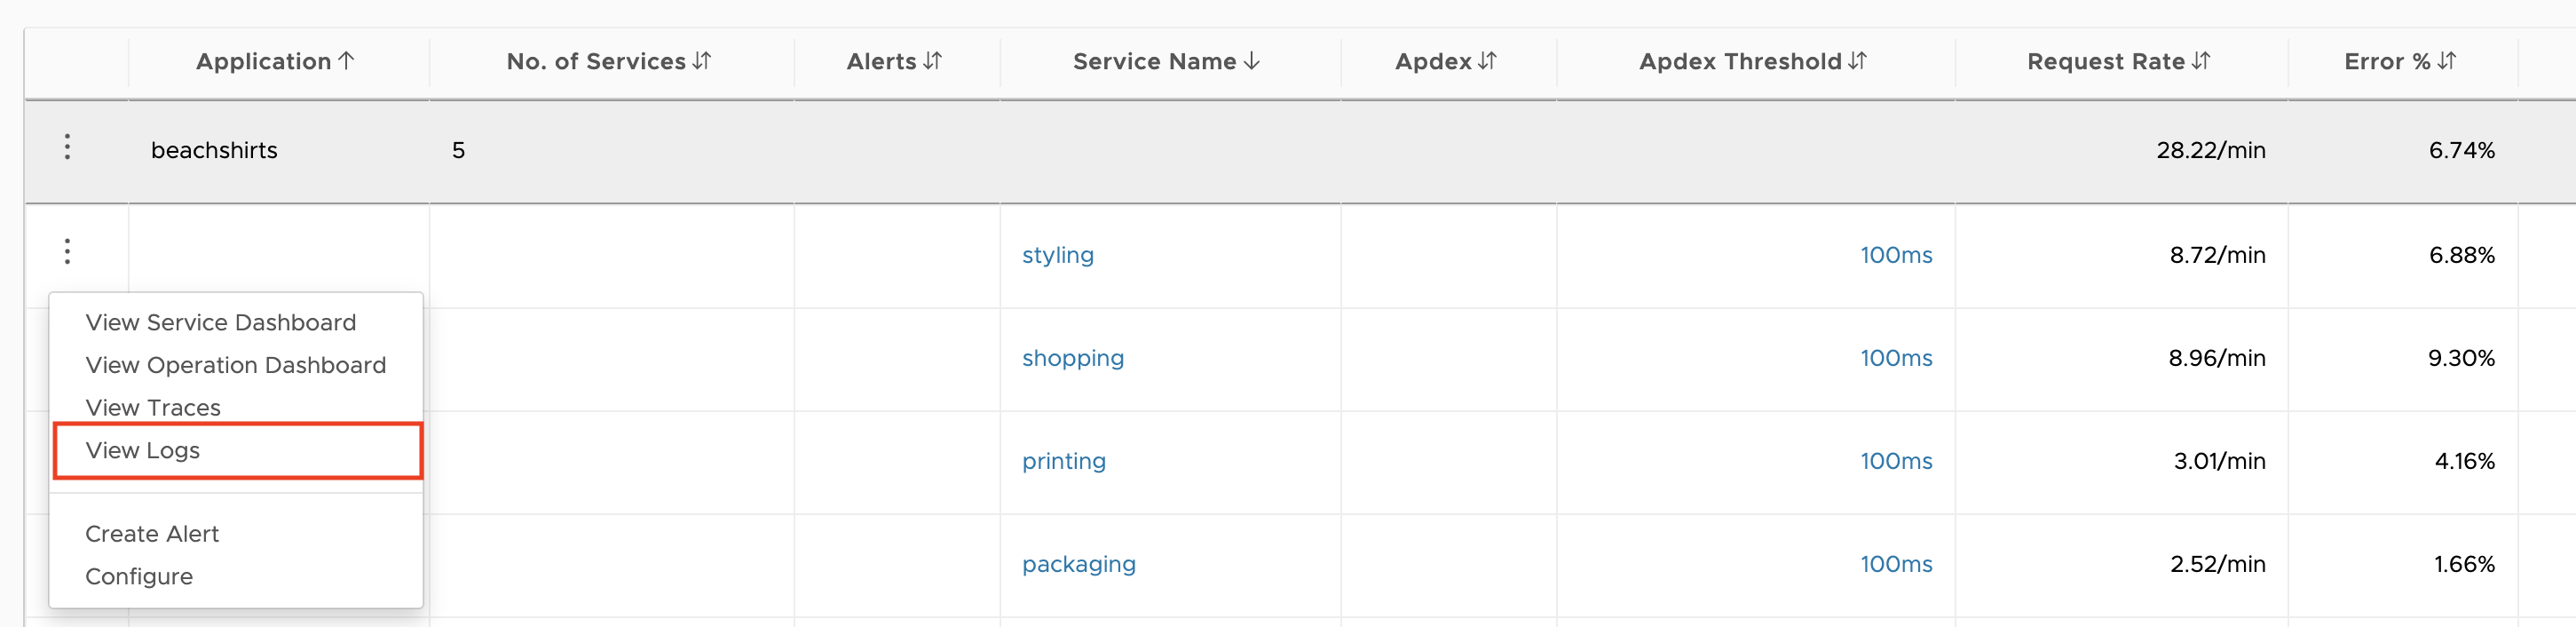 Application No. of Services Alerts Service Name Apdex Apdex Threshold Request Rate Error %
beachshirts 5 28.22/min 6.74%
styling 100ms 8.72/min 6.88%
View Service Dashboard
View Operation Dashboard
View Traces
View Logs
Create Alert
Configure
shopping 100ms 8.96/min 9.30%
printing 100ms 3.01/min 4.16%
packaging 100ms 2.52/min 1.66%